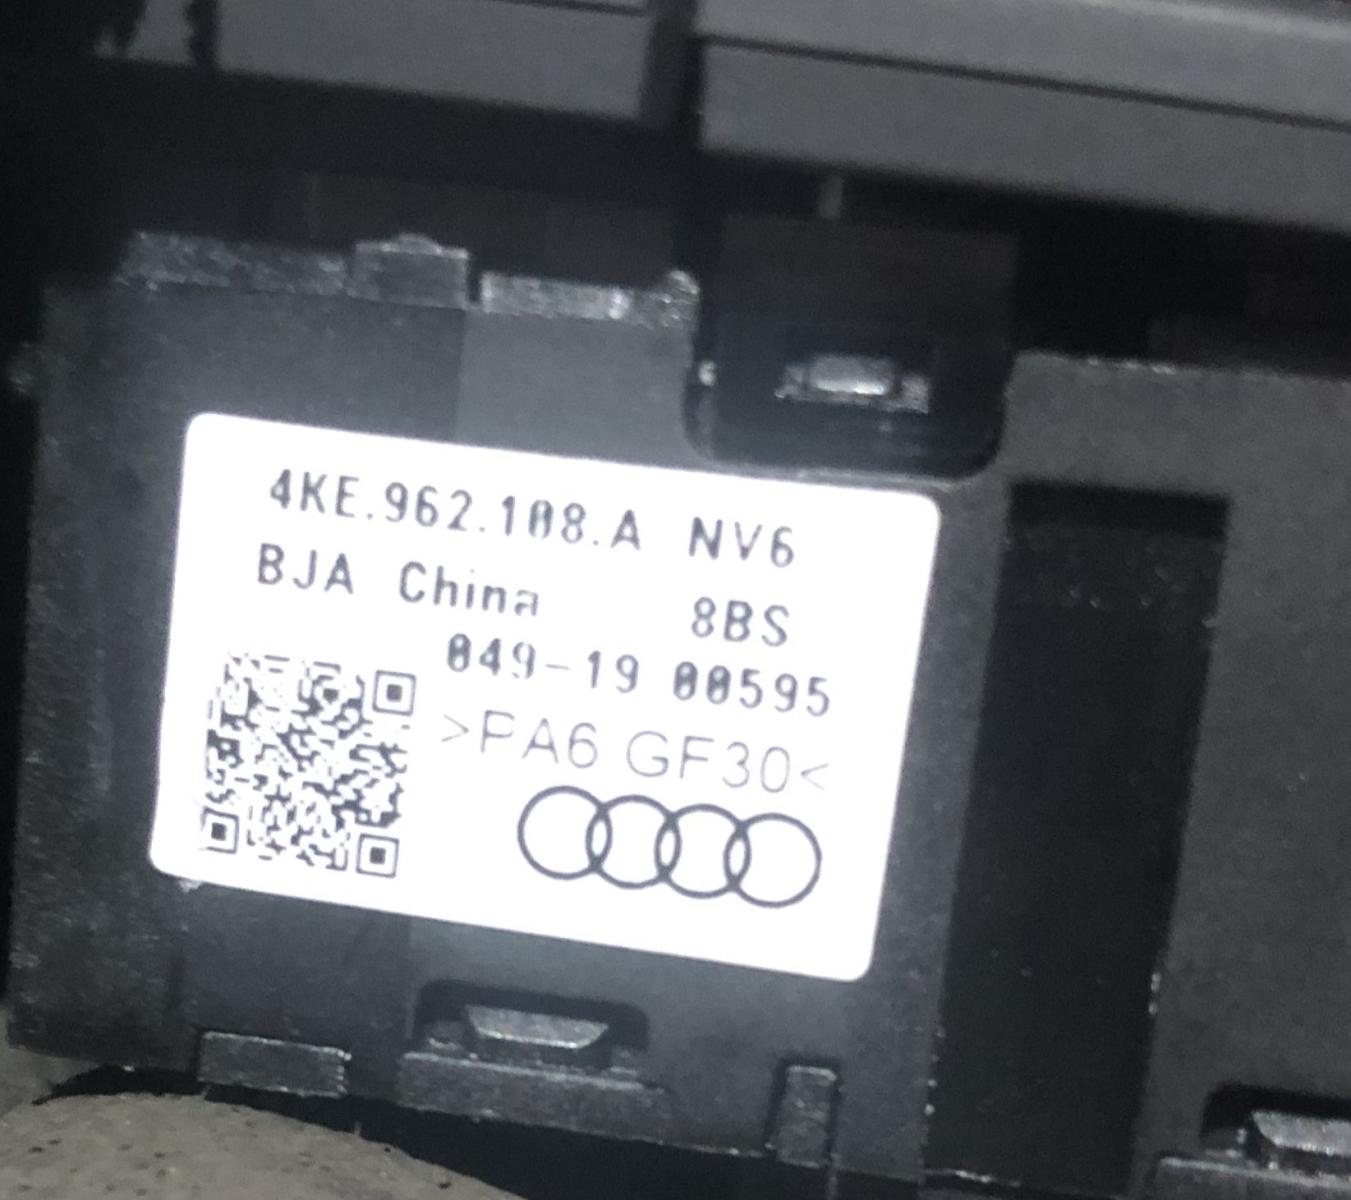 4KE.962.108.A NV6
BJA China 8BS
049-19 00595
>PA6 GF30<